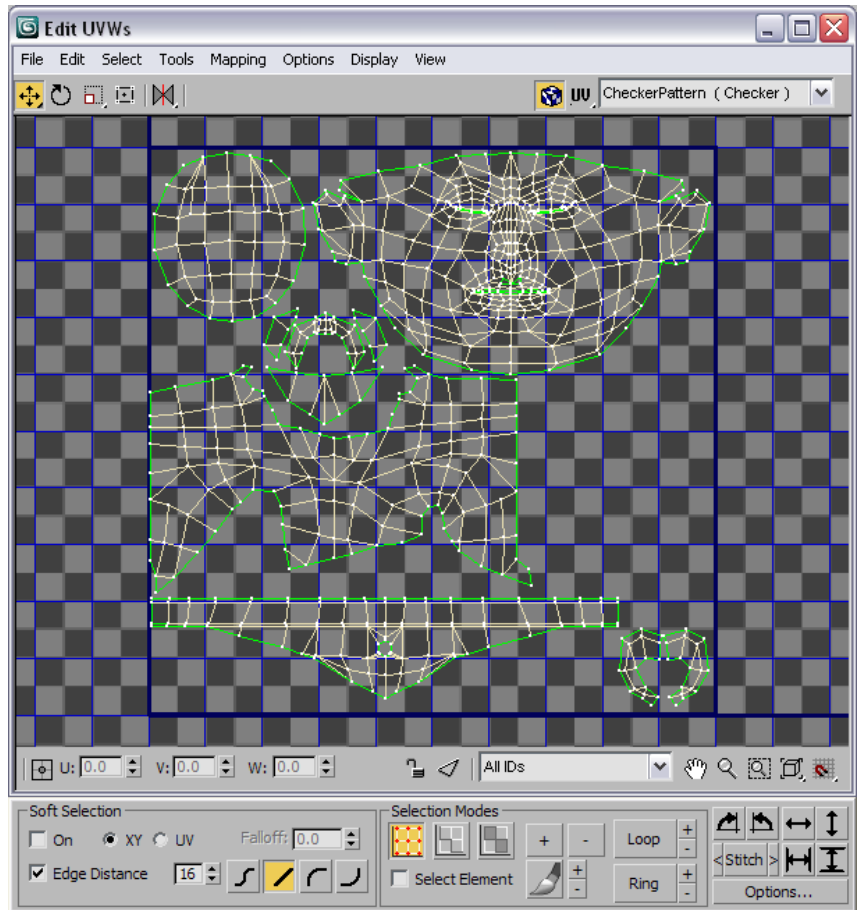 Edit UVWs
File Edit Select Tools Mapping Options Display View
UV CheckerPattern ( Checker )
U: 0.0 V: 0.0 W: 0.0 All IDs
Soft Selection
On XY UV Falloff: 0.0
Edge Distance 16
Selection Modes
+ - Loop + -
Select Element + - Ring + -
< Stitch >
Options...